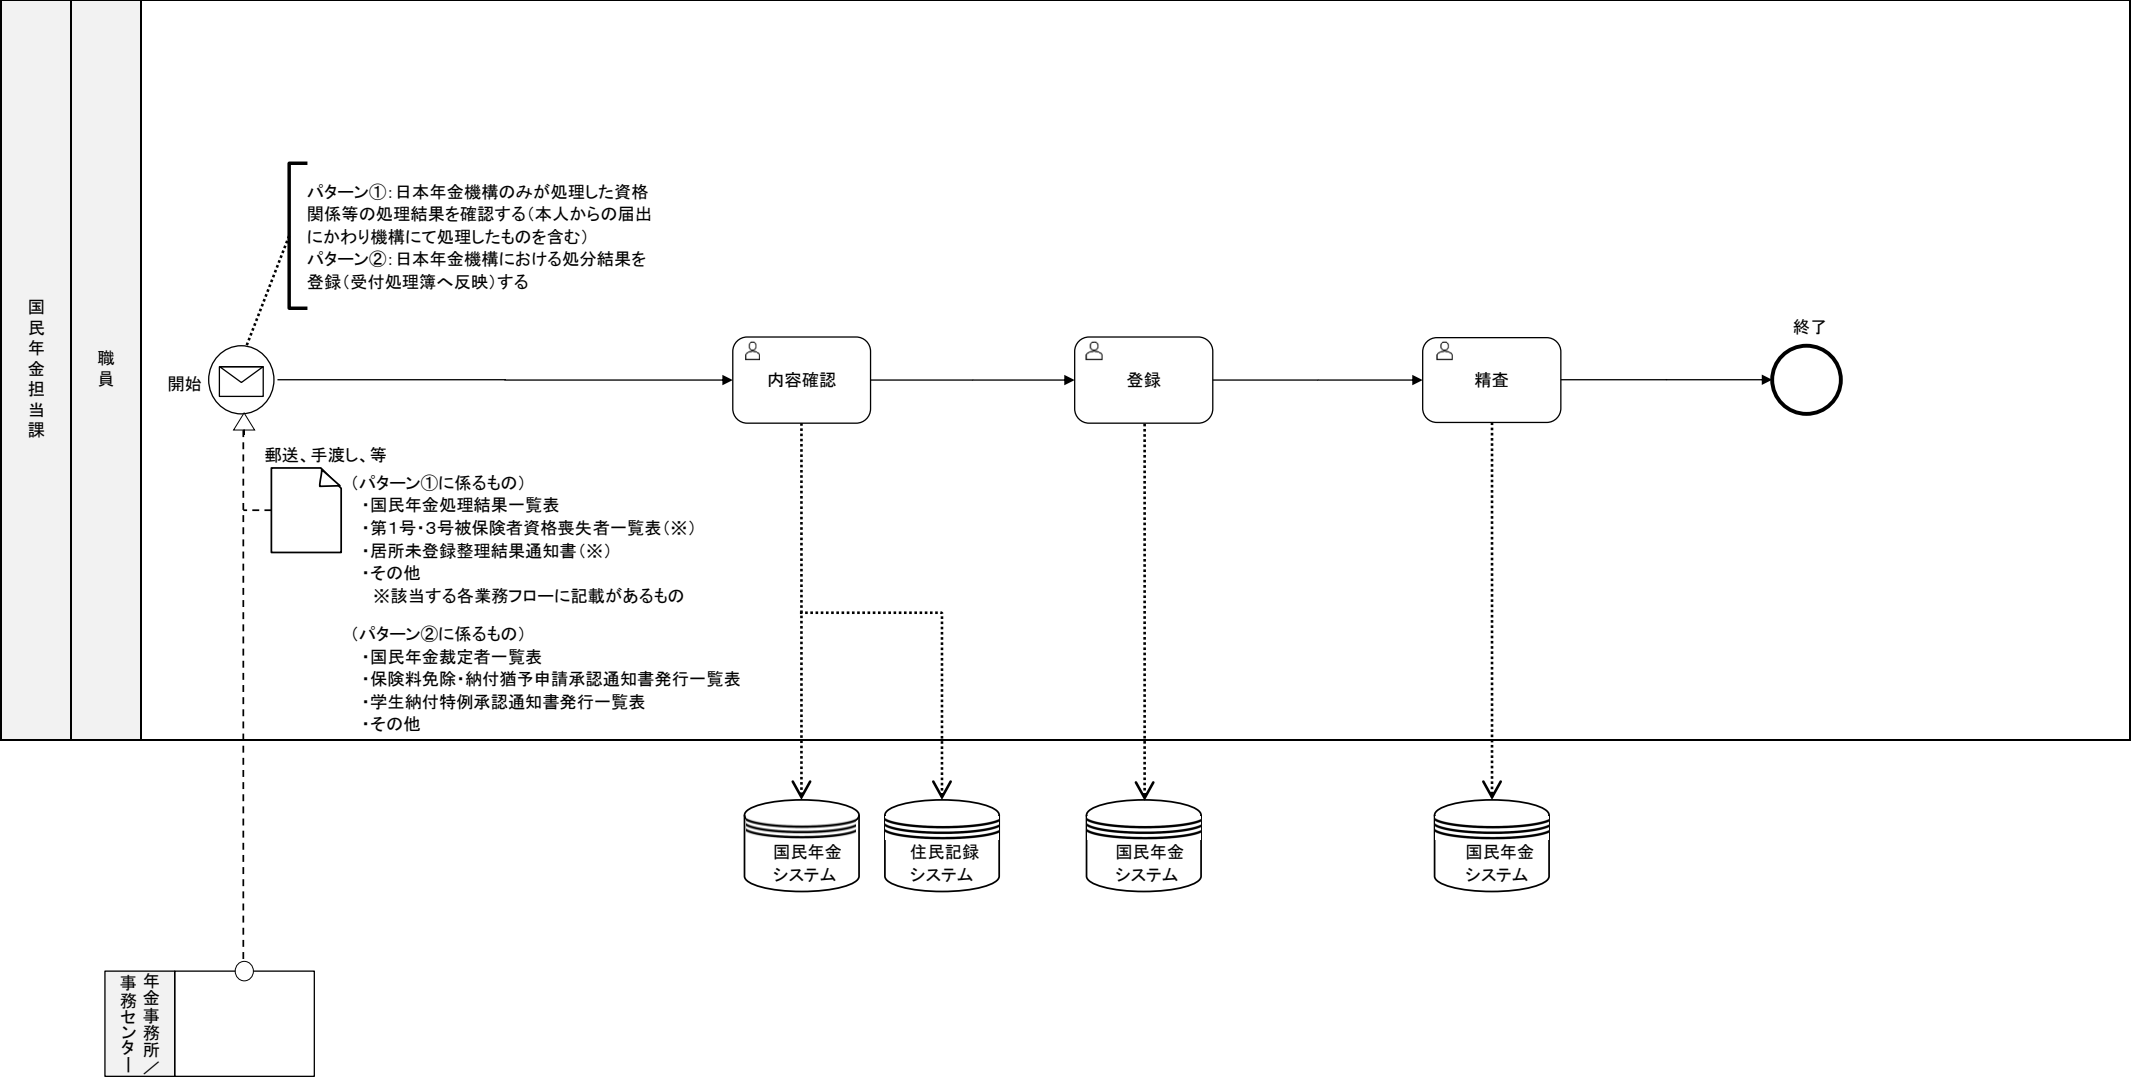 国民年金担当課
職員
パターン①：日本年金機構のみが処理した資格
関係等の処理結果を確認する（本人からの届出
にかわり機構にて処理したものを含む）
パターン②：日本年金機構における処分結果を
登録（受付処理簿へ反映）する
開始
内容確認
登録
精査
終了
郵送、手渡し、等
（パターン①に係るもの）
・国民年金処理結果一覧表
・第１号・３号被保険者資格喪失者一覧表（※）
・居所未登録整理結果通知書（※）
・その他
※該当する各業務フローに記載があるもの
（パターン②に係るもの）
・国民年金裁定者一覧表
・保険料免除・納付猶予申請承認通知書発行一覧表
・学生納付特例承認通知書発行一覧表
・その他
国民年金
システム
住民記録
システム
国民年金
システム
国民年金
システム
年金事務所／
事務センター